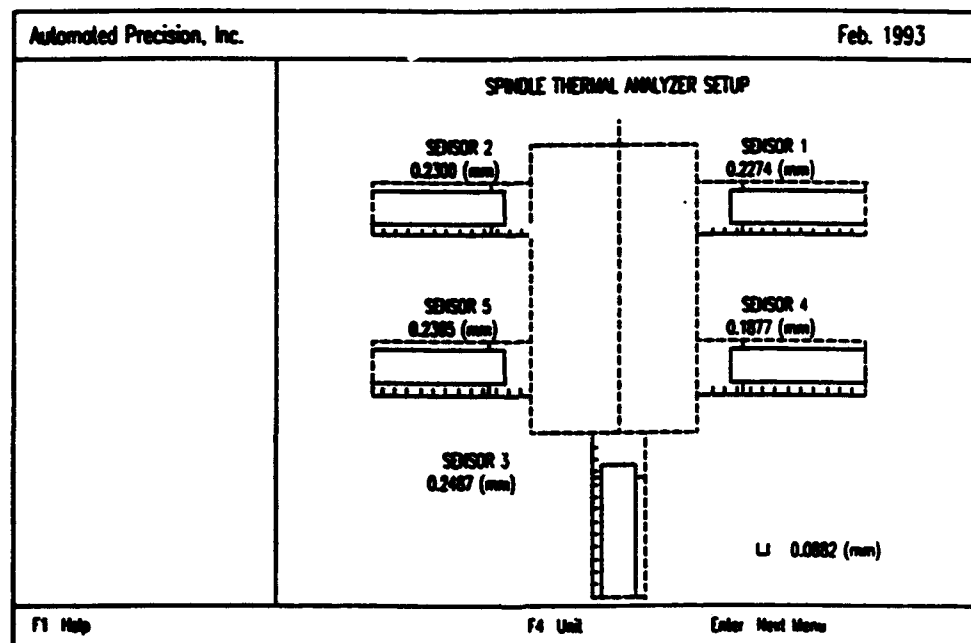 Automated Precision, Inc. Feb. 1993
SPINDLE THERMAL ANALYZER SETUP
SENSOR 2 SENSOR 1
0.2300 (mm) 0.2274 (mm)
SENSOR 5 SENSOR 4
0.2385 (mm) 0.1877 (mm)
SENSOR 3
0.2487 (mm)
0.0882 (mm)
F1 Help F4 Unit Enter Next Menu